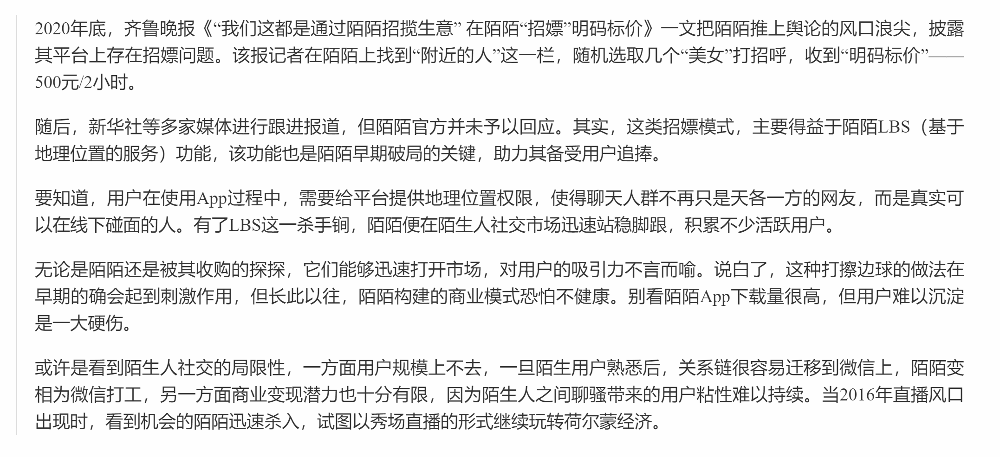 2020年底，齐鲁晚报《“我们这都是通过陌陌招揽生意” 在陌陌“招嫖”明码标价》一文把陌陌推上舆论的风口浪尖，披露
其平台上存在招嫖问题。该报记者在陌陌上找到“附近的人”这一栏，随机选取几个“美女”打招呼，收到“明码标价”——
500元/2小时。
随后，新华社等多家媒体进行跟进报道，但陌陌官方并未予以回应。其实，这类招嫖模式，主要得益于陌陌LBS（基于
地理位置的服务）功能，该功能也是陌陌早期破局的关键，助力其备受用户追捧。
要知道，用户在使用App过程中，需要给平台提供地理位置权限，使得聊天人群不再只是天各一方的网友，而是真实可
以在线下碰面的人。有了LBS这一杀手锏，陌陌便在陌生人社交市场迅速站稳脚跟，积累不少活跃用户。
无论是陌陌还是被其收购的探探，它们能够迅速打开市场，对用户的吸引力不言而喻。说白了，这种打擦边球的做法在
早期的确会起到刺激作用，但长此以往，陌陌构建的商业模式恐怕不健康。别看陌陌App下载量很高，但用户难以沉淀
是一大硬伤。
或许是看到陌生人社交的局限性，一方面用户规模上不去，一旦陌生用户熟悉后，关系链很容易迁移到微信上，陌陌变
相为微信打工，另一方面商业变现潜力也十分有限，因为陌生人之间聊骚带来的用户粘性难以持续。当2016年直播风口
出现时，看到机会的陌陌迅速杀入，试图以秀场直播的形式继续玩转荷尔蒙经济。